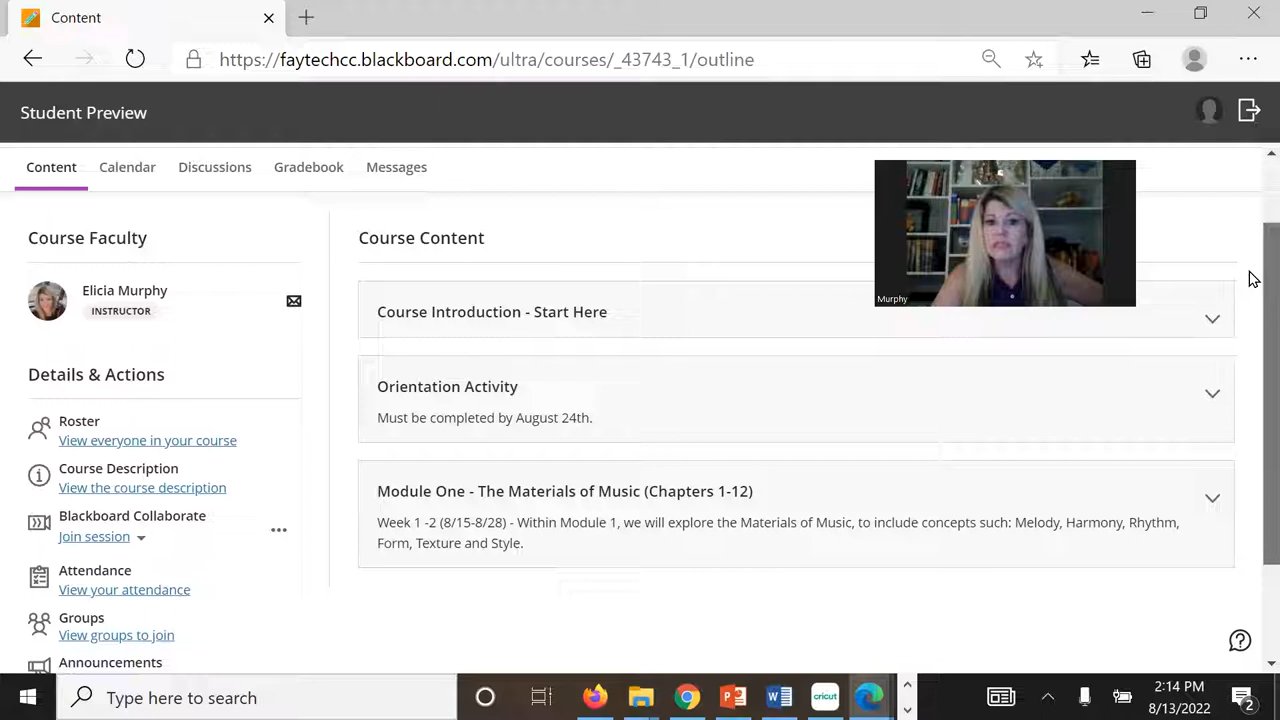 Content
https://faytechcc.blackboard.com/ultra/courses/_43743_1/outline
Student Preview
Content Calendar Discussions Gradebook Messages
Course Faculty
Elicia Murphy
INSTRUCTOR
Details & Actions
Roster
View everyone in your course
Course Description
View the course description
Blackboard Collaborate
Join session
Attendance
View your attendance
Groups
View groups to join
Announcements
Course Content
Course Introduction - Start Here
Orientation Activity
Must be completed by August 24th.
Module One - The Materials of Music (Chapters 1-12)
Week 1 -2 (8/15-8/28) - Within Module 1, we will explore the Materials of Music, to include concepts such: Melody, Harmony, Rhythm,
Form, Texture and Style.
Murphy
Type here to search
cricut
2:14 PM
8/13/2022
2